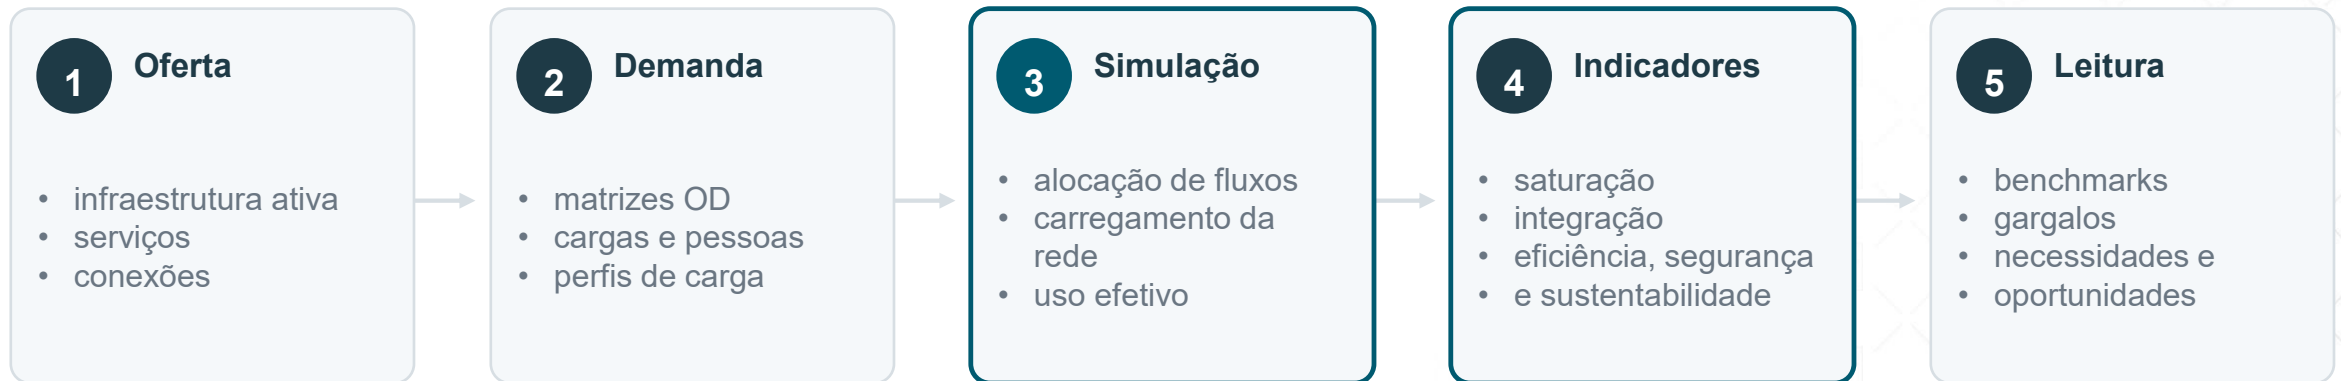 1 Oferta
• infraestrutura ativa
• serviços
• conexões
2 Demanda
• matrizes OD
• cargas e pessoas
• perfis de carga
3 Simulação
• alocação de fluxos
• carregamento da
rede
• uso efetivo
4 Indicadores
• saturação
• integração
• eficiência, segurança
• e sustentabilidade
5 Leitura
• benchmarks
• gargalos
• necessidades e
• oportunidades